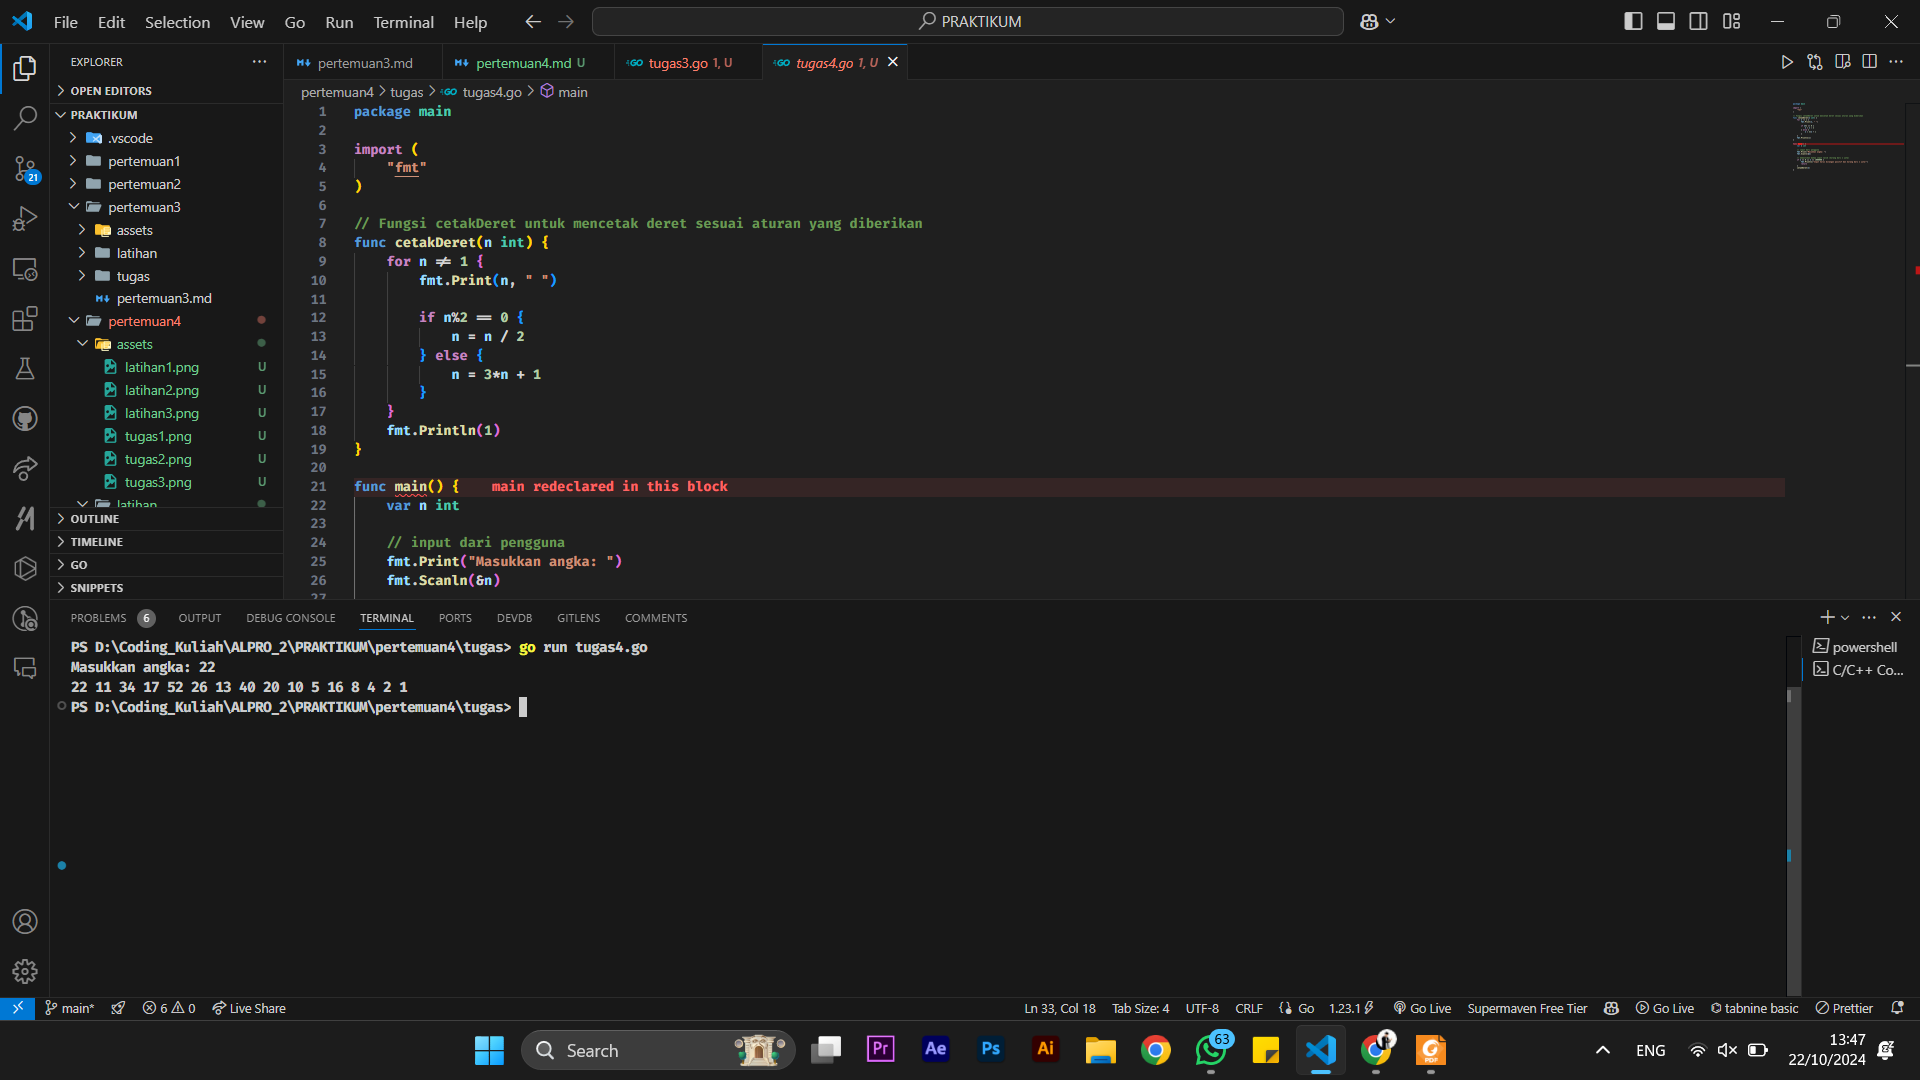 File Edit Selection View Go Run Terminal Help
PRAKTIKUM
EXPLORER
OPEN EDITORS
PRAKTIKUM
.vscode
pertemuan1
pertemuan2
pertemuan3
assets
latihan
tugas
pertemuan3.md
pertemuan4
assets
latihan1.png U
latihan2.png U
latihan3.png U
tugas1.png U
tugas2.png U
tugas3.png U
latihan
OUTLINE
TIMELINE
GO
SNIPPETS
21
pertemuan3.md
pertemuan4.md U
tugas3.go 1, U
tugas4.go 1, U
pertemuan4 > tugas > tugas4.go > main
1 package main
2
3 import (
4 "fmt"
5 )
6
7 // Fungsi cetakDeret untuk mencetak deret sesuai aturan yang diberikan
8 func cetakDeret(n int) {
9 for n != 1 {
10 fmt.Print(n, " ")
11
12 if n%2 == 0 {
13 n = n / 2
14 } else {
15 n = 3*n + 1
16 }
17 }
18 fmt.Println(1)
19 }
20
21 func main() { main redeclared in this block
22 var n int
23
24 // input dari pengguna
25 fmt.Print("Masukkan angka: ")
26 fmt.Scanln(&n)
27
PROBLEMS 6 OUTPUT DEBUG CONSOLE TERMINAL PORTS DEVDB GITLENS COMMENTS
PS D:\Coding_Kuliah\ALPRO_2\PRAKTIKUM\pertemuan4\tugas> go run tugas4.go
Masukkan angka: 22
22 11 34 17 52 26 13 40 20 10 5 16 8 4 2 1
PS D:\Coding_Kuliah\ALPRO_2\PRAKTIKUM\pertemuan4\tugas>
powershell
C/C++ Co...
main* 6 0 Live Share Ln 33, Col 18 Tab Size: 4 UTF-8 CRLF Go 1.23.1 Go Live Supermaven Free Tier Go Live tabnine basic Prettier
Search Pr Ae Ps Ai 63 PDF ENG 13:47
22/10/2024